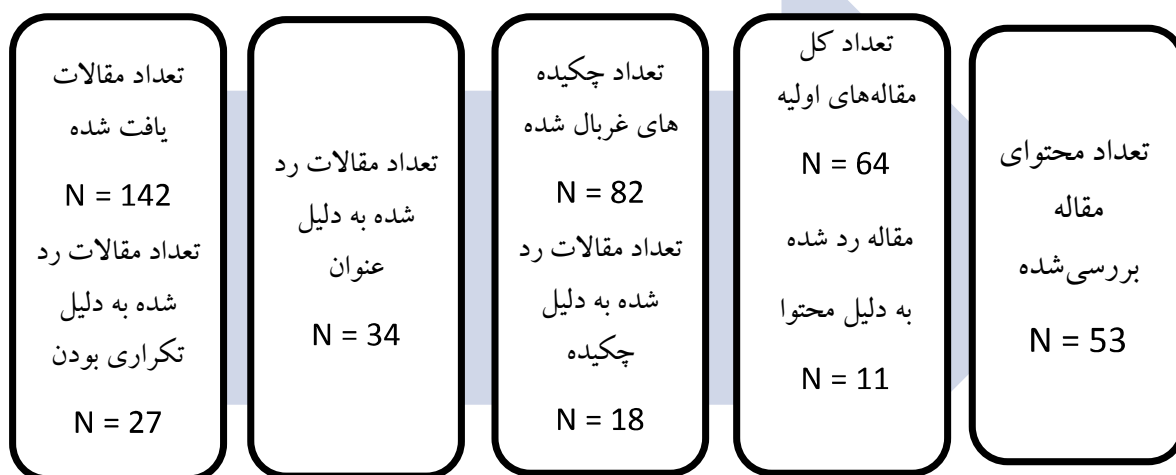 تعداد مقالات
یافت شده
N = 142
تعداد مقالات رد
شده به دلیل
تکراری بودن
N = 27
تعداد مقالات رد
شده به دلیل
عنوان
N = 34
تعداد چکیده
های غربال شده
N = 82
تعداد مقالات رد
شده به دلیل
چکیده
N = 18
تعداد کل
مقاله‌های اولیه
N = 64
مقاله رد شده
به دلیل محتوا
N = 11
تعداد محتوای
مقاله
بررسی‌شده
N = 53